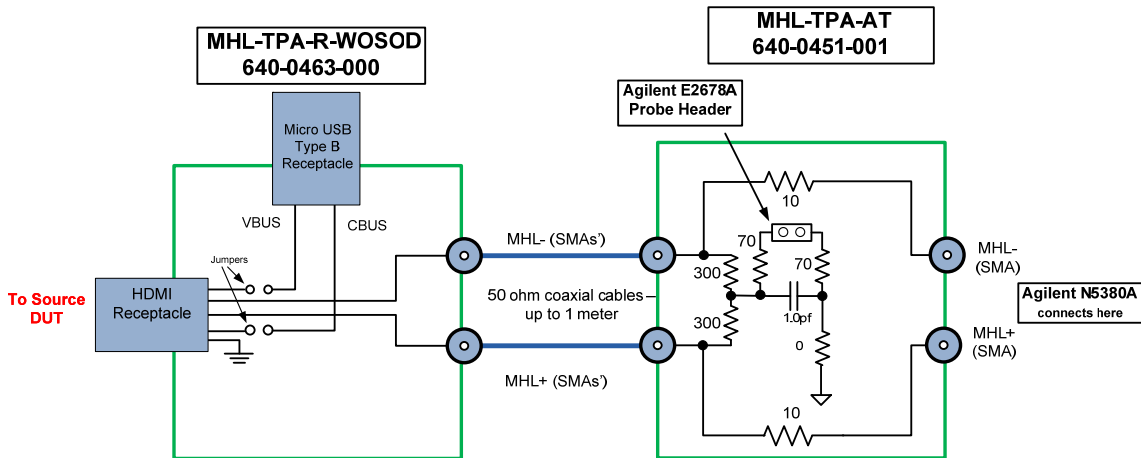 MHL-TPA-R-WOSOD
640-0463-000
MHL-TPA-AT
640-0451-001
Agilent E2678A
Probe Header
Micro USB
Type B
Receptacle
VBUS
CBUS
Jumpers
To Source
DUT
HDMI
Receptacle
MHL- (SMAs')
50 ohm coaxial cables
up to 1 meter
MHL+ (SMAs')
10
70
70
300
300
1.0pf
0
10
MHL-
(SMA)
Agilent N5380A
connects here
MHL+
(SMA)